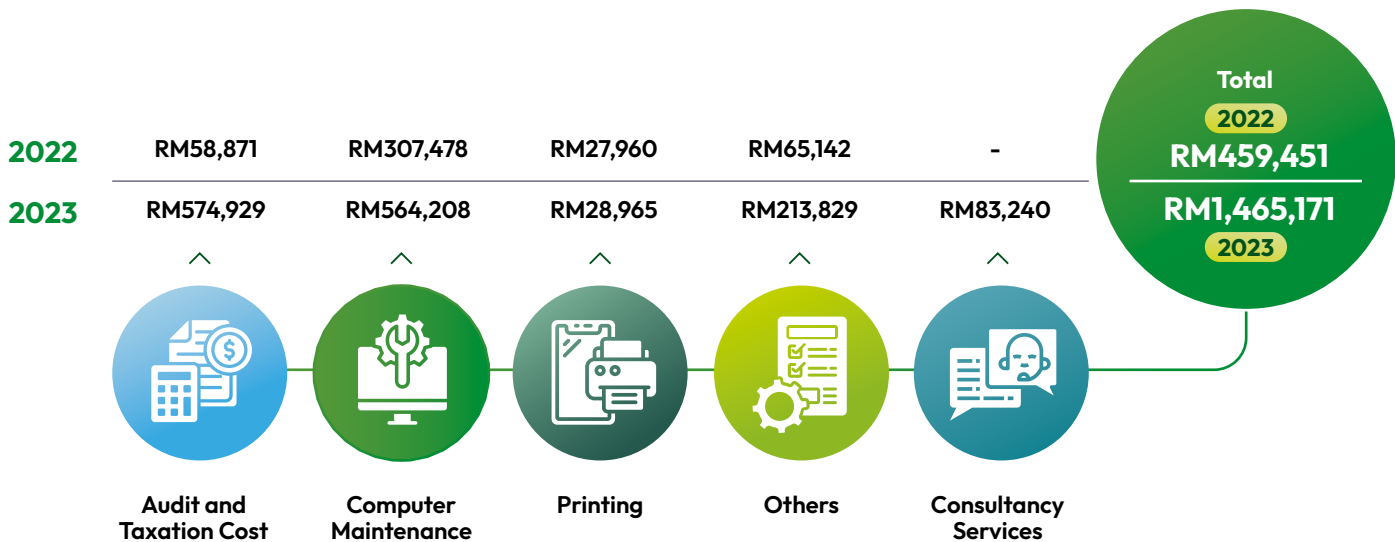 2022 RM58,871 RM307,478 RM27,960 RM65,142 -
2023 RM574,929 RM564,208 RM28,965 RM213,829 RM83,240
Total
2022
RM459,451
RM1,465,171
2023
$
Audit and
Taxation Cost
Computer
Maintenance
Printing
Others
Consultancy
Services